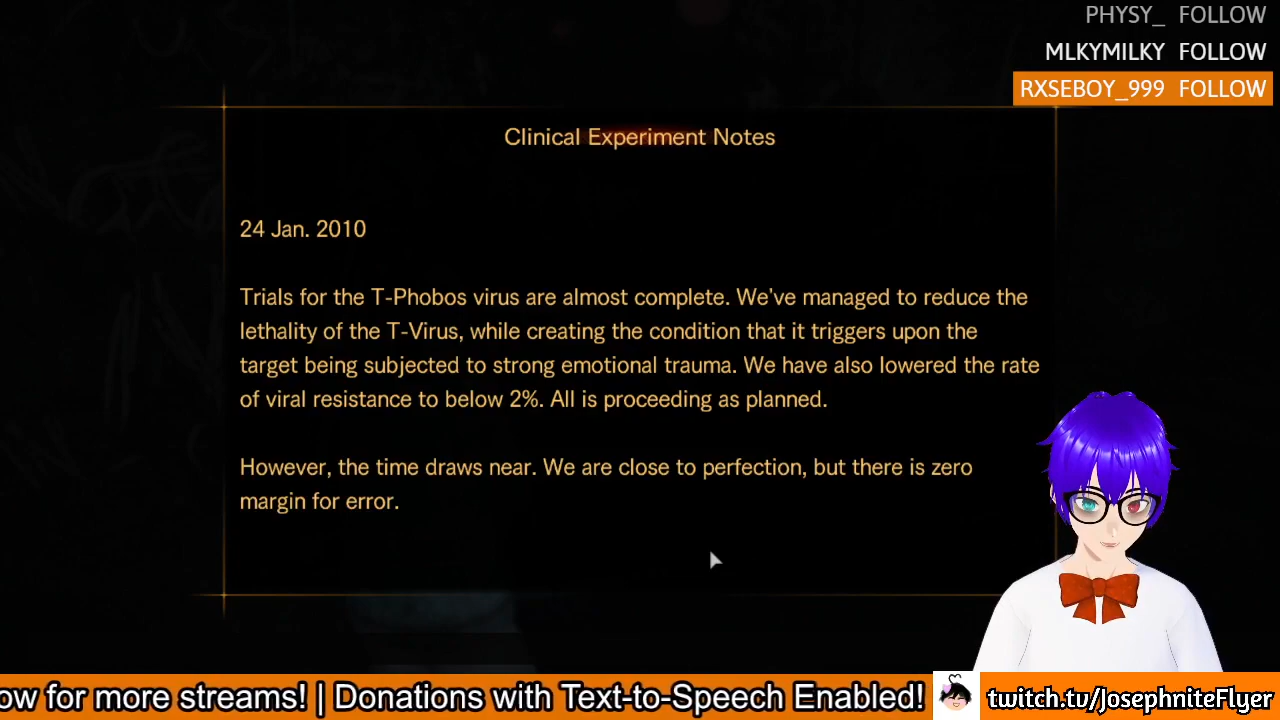 PHYSY_ FOLLOW
MLKYMILKY FOLLOW
RXSEBOY_999 FOLLOW
Clinical Experiment Notes
24 Jan. 2010
Trials for the T-Phobos virus are almost complete. We've managed to reduce the
lethality of the T-Virus, while creating the condition that it triggers upon the
target being subjected to strong emotional trauma. We have also lowered the rate
of viral resistance to below 2%. All is proceeding as planned.
However, the time draws near. We are close to perfection, but there is zero
margin for error.
ow for more streams! | Donations with Text-to-Speech Enabled!
twitch.tv/JosephniteFlyer